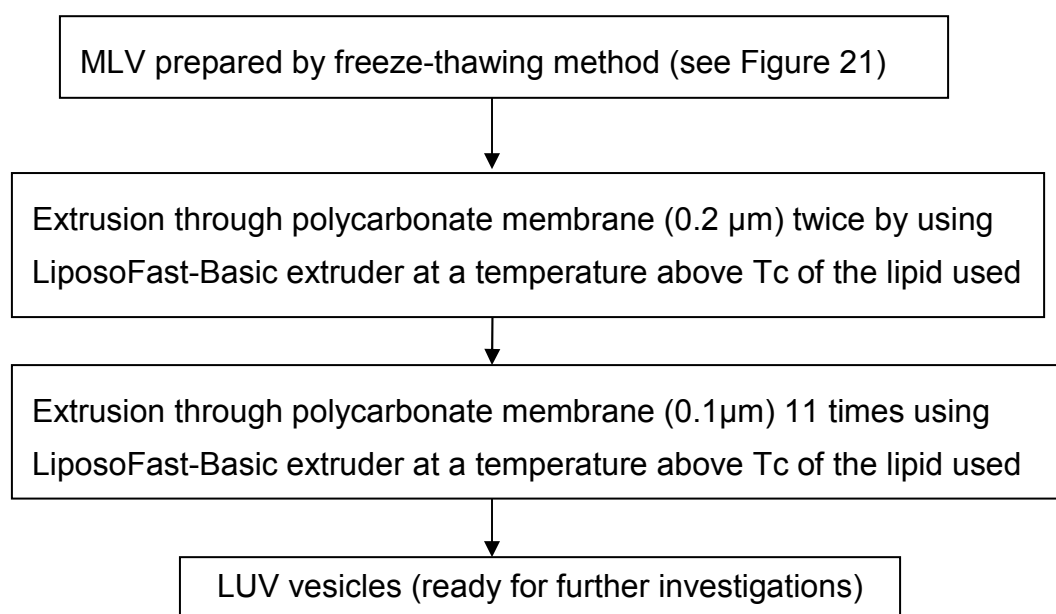 MLV prepared by freeze-thawing method (see Figure 21)
Extrusion through polycarbonate membrane (0.2 µm) twice by using
LiposoFast-Basic extruder at a temperature above Tc of the lipid used
Extrusion through polycarbonate membrane (0.1µm) 11 times using
LiposoFast-Basic extruder at a temperature above Tc of the lipid used
LUV vesicles (ready for further investigations)